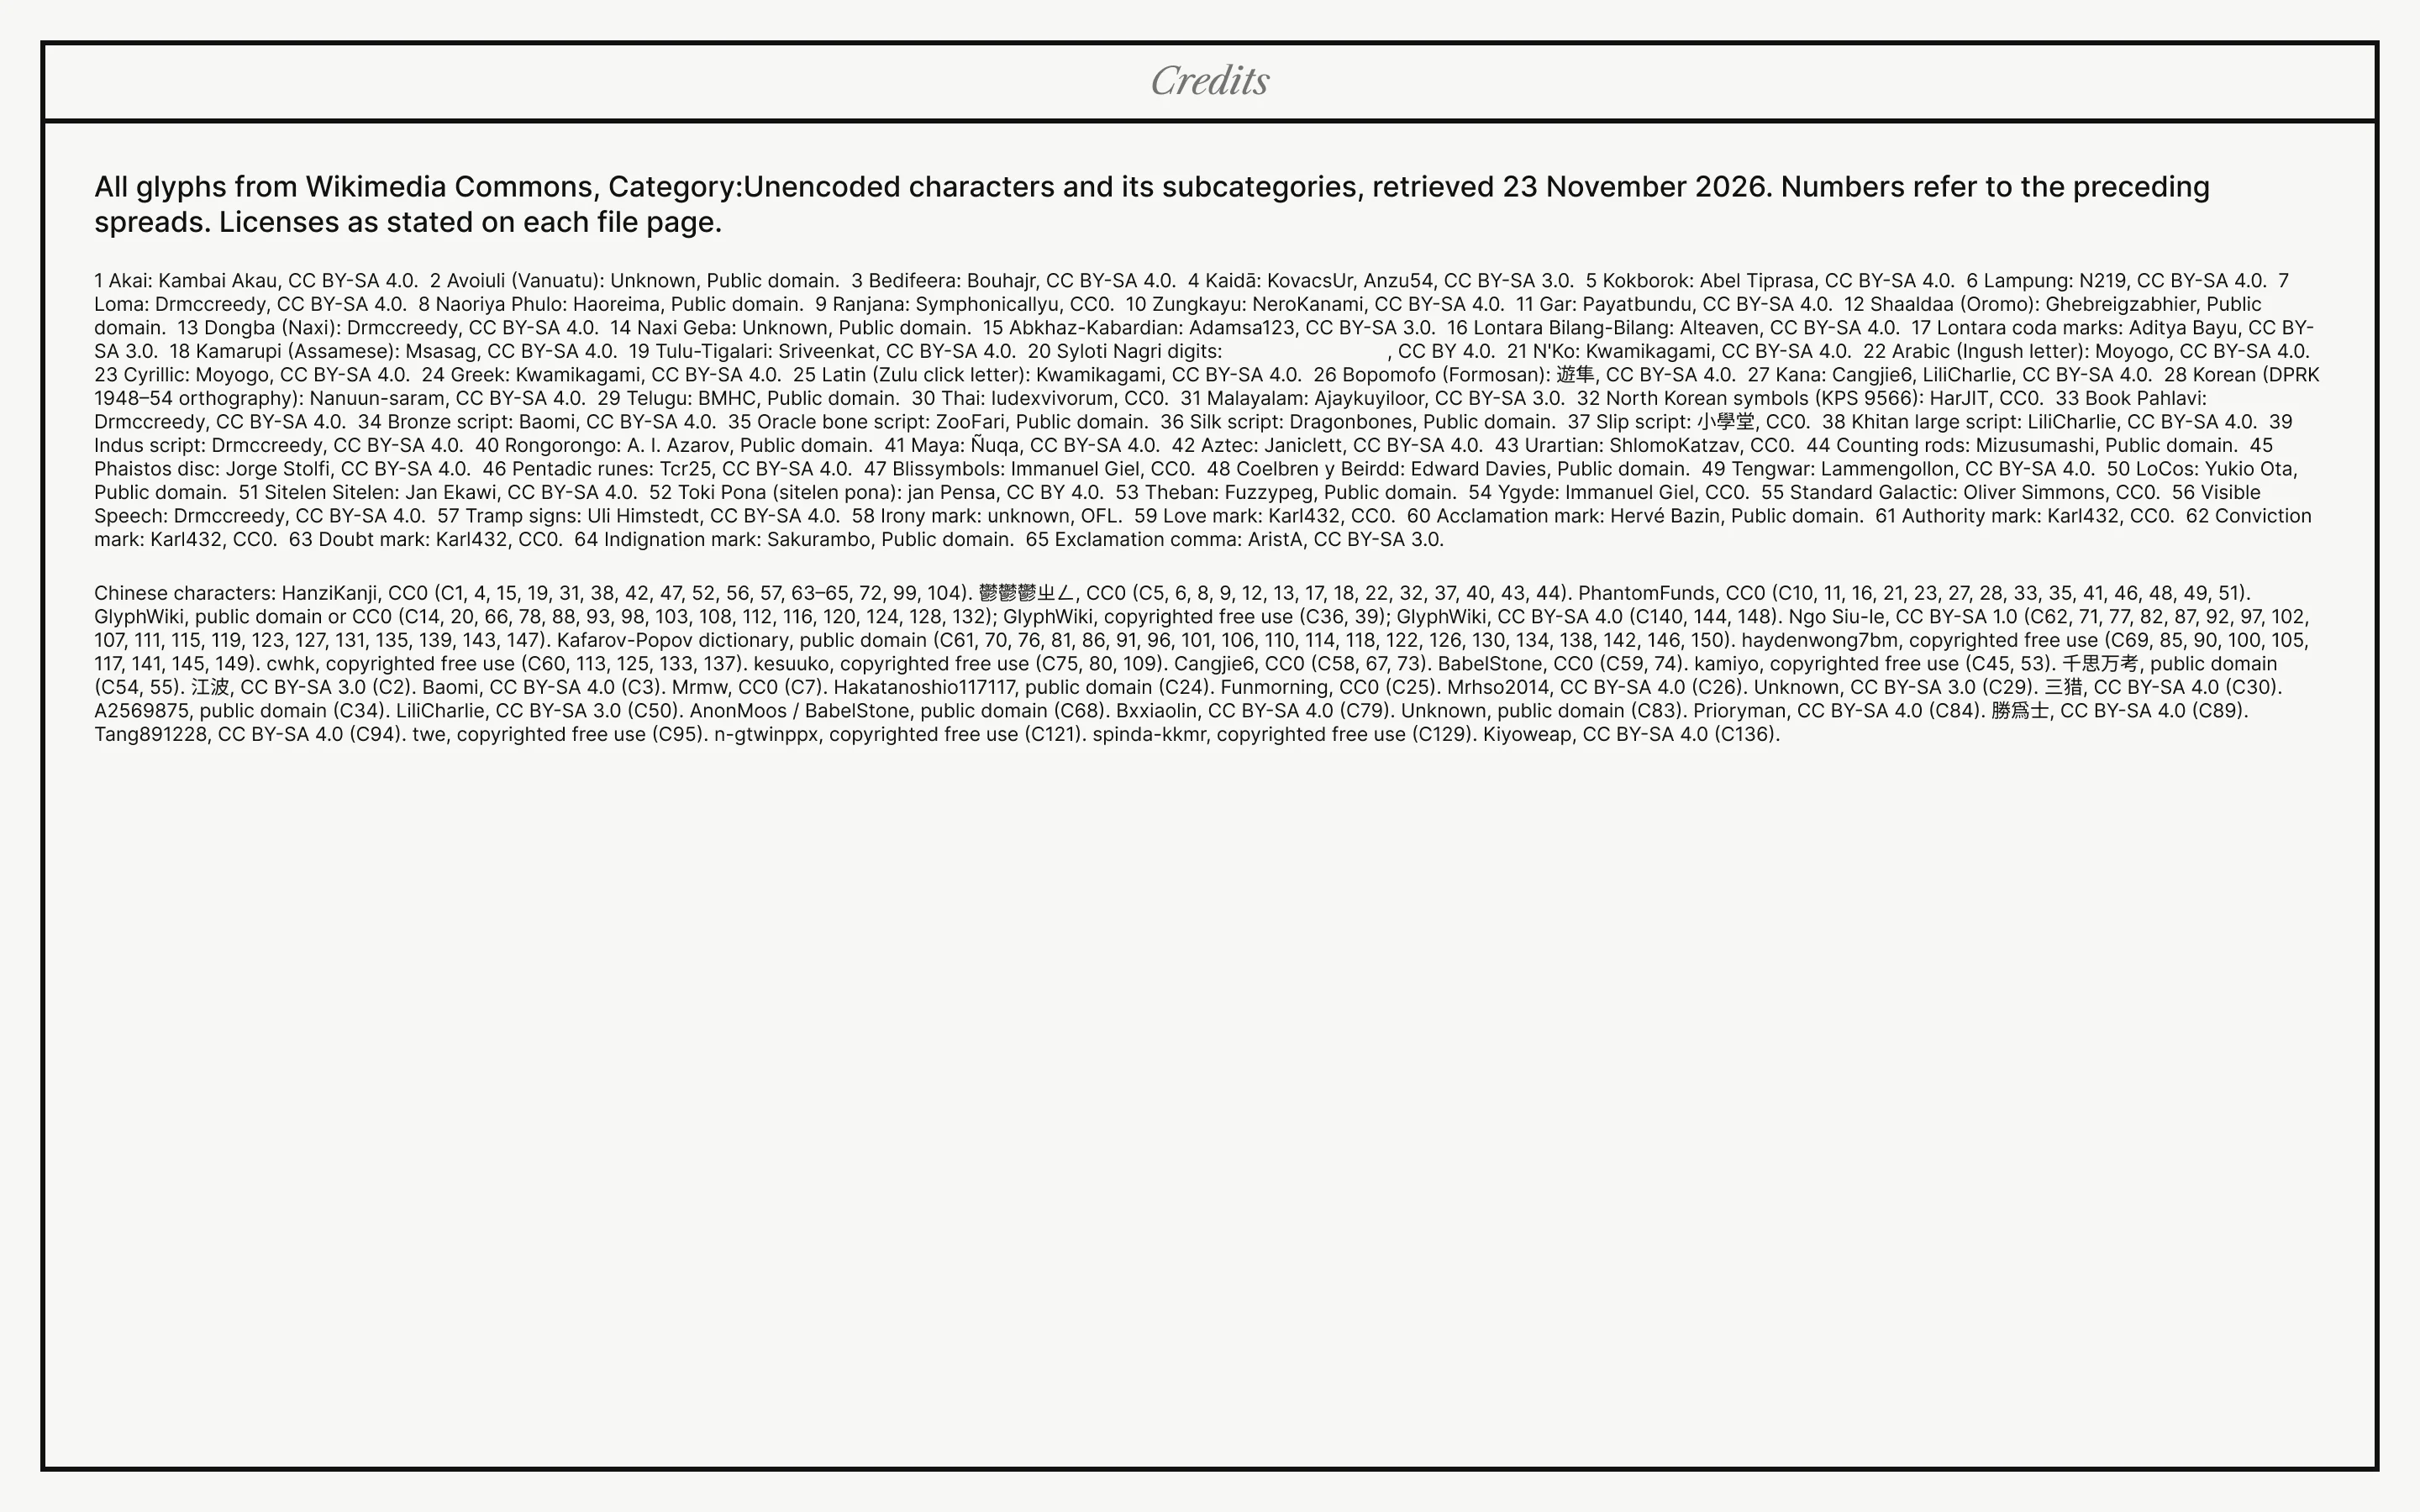 Credits
All glyphs from Wikimedia Commons, Category:Unencoded characters and its subcategories, retrieved 23 November 2026. Numbers refer to the preceding
spreads. Licenses as stated on each file page.
1 Akai: Kambai Akau, CC BY-SA 4.0.  2 Avoiuli (Vanuatu): Unknown, Public domain.  3 Bedifeera: Bouhajr, CC BY-SA 4.0.  4 Kaidā: KovacsUr, Anzu54, CC BY-SA 3.0.  5 Kokborok: Abel Tiprasa, CC BY-SA 4.0.  6 Lampung: N219, CC BY-SA 4.0.  7
Loma: Drmccreedy, CC BY-SA 4.0.  8 Naoriya Phulo: Haoreima, Public domain.  9 Ranjana: Symphonicallyu, CC0.  10 Zungkayu: NeroKanami, CC BY-SA 4.0.  11 Gar: Payatbundu, CC BY-SA 4.0.  12 Shaaldaa (Oromo): Ghebreigzabhier, Public
domain.  13 Dongba (Naxi): Drmccreedy, CC BY-SA 4.0.  14 Naxi Geba: Unknown, Public domain.  15 Abkhaz-Kabardian: Adamsa123, CC BY-SA 3.0.  16 Lontara Bilang-Bilang: Alteaven, CC BY-SA 4.0.  17 Lontara coda marks: Aditya Bayu, CC BY-
SA 3.0.  18 Kamarupi (Assamese): Msasag, CC BY-SA 4.0.  19 Tulu-Tigalari: Sriveenkat, CC BY-SA 4.0.  20 Syloti Nagri digits: , CC BY 4.0.  21 N'Ko: Kwamikagami, CC BY-SA 4.0.  22 Arabic (Ingush letter): Moyogo, CC BY-SA 4.0.
23 Cyrillic: Moyogo, CC BY-SA 4.0.  24 Greek: Kwamikagami, CC BY-SA 4.0.  25 Latin (Zulu click letter): Kwamikagami, CC BY-SA 4.0.  26 Bopomofo (Formosan): 遊隼, CC BY-SA 4.0.  27 Kana: Cangjie6, LiliCharlie, CC BY-SA 4.0.  28 Korean (DPRK
1948–54 orthography): Nanuun-saram, CC BY-SA 4.0.  29 Telugu: BMHC, Public domain.  30 Thai: Iudexvivorum, CC0.  31 Malayalam: Ajaykuyiloor, CC BY-SA 3.0.  32 North Korean symbols (KPS 9566): HarJIT, CC0.  33 Book Pahlavi:
Drmccreedy, CC BY-SA 4.0.  34 Bronze script: Baomi, CC BY-SA 4.0.  35 Oracle bone script: ZooFari, Public domain.  36 Silk script: Dragonbones, Public domain.  37 Slip script: 小學堂, CC0.  38 Khitan large script: LiliCharlie, CC BY-SA 4.0.  39
Indus script: Drmccreedy, CC BY-SA 4.0.  40 Rongorongo: A. I. Azarov, Public domain.  41 Maya: Ñuqa, CC BY-SA 4.0.  42 Aztec: Janiclett, CC BY-SA 4.0.  43 Urartian: ShlomoKatzav, CC0.  44 Counting rods: Mizusumashi, Public domain.  45
Phaistos disc: Jorge Stolfi, CC BY-SA 4.0.  46 Pentadic runes: Tcr25, CC BY-SA 4.0.  47 Blissymbols: Immanuel Giel, CC0.  48 Coelbren y Beirdd: Edward Davies, Public domain.  49 Tengwar: Lammengollon, CC BY-SA 4.0.  50 LoCos: Yukio Ota,
Public domain.  51 Sitelen Sitelen: Jan Ekawi, CC BY-SA 4.0.  52 Toki Pona (sitelen pona): jan Pensa, CC BY 4.0.  53 Theban: Fuzzypeg, Public domain.  54 Ygyde: Immanuel Giel, CC0.  55 Standard Galactic: Oliver Simmons, CC0.  56 Visible
Speech: Drmccreedy, CC BY-SA 4.0.  57 Tramp signs: Uli Himstedt, CC BY-SA 4.0.  58 Irony mark: unknown, OFL.  59 Love mark: Karl432, CC0.  60 Acclamation mark: Hervé Bazin, Public domain.  61 Authority mark: Karl432, CC0.  62 Conviction
mark: Karl432, CC0.  63 Doubt mark: Karl432, CC0.  64 Indignation mark: Sakurambo, Public domain.  65 Exclamation comma: AristA, CC BY-SA 3.0.
Chinese characters: HanziKanji, CC0 (C1, 4, 15, 19, 31, 38, 42, 47, 52, 56, 57, 63–65, 72, 99, 104). 鬱鬱鬱ㄓㄥ, CC0 (C5, 6, 8, 9, 12, 13, 17, 18, 22, 32, 37, 40, 43, 44). PhantomFunds, CC0 (C10, 11, 16, 21, 23, 27, 28, 33, 35, 41, 46, 48, 49, 51).
GlyphWiki, public domain or CC0 (C14, 20, 66, 78, 88, 93, 98, 103, 108, 112, 116, 120, 124, 128, 132); GlyphWiki, copyrighted free use (C36, 39); GlyphWiki, CC BY-SA 4.0 (C140, 144, 148). Ngo Siu-le, CC BY-SA 1.0 (C62, 71, 77, 82, 87, 92, 97, 102,
107, 111, 115, 119, 123, 127, 131, 135, 139, 143, 147). Kafarov-Popov dictionary, public domain (C61, 70, 76, 81, 86, 91, 96, 101, 106, 110, 114, 118, 122, 126, 130, 134, 138, 142, 146, 150). haydenwong7bm, copyrighted free use (C69, 85, 90, 100, 105,
117, 141, 145, 149). cwhk, copyrighted free use (C60, 113, 125, 133, 137). kesuuko, copyrighted free use (C75, 80, 109). Cangjie6, CC0 (C58, 67, 73). BabelStone, CC0 (C59, 74). kamiyo, copyrighted free use (C45, 53). 千思万考, public domain
(C54, 55). 江波, CC BY-SA 3.0 (C2). Baomi, CC BY-SA 4.0 (C3). Mrmw, CC0 (C7). Hakatanoshio117117, public domain (C24). Funmorning, CC0 (C25). Mrhso2014, CC BY-SA 4.0 (C26). Unknown, CC BY-SA 3.0 (C29). 三猎, CC BY-SA 4.0 (C30).
A2569875, public domain (C34). LiliCharlie, CC BY-SA 3.0 (C50). AnonMoos / BabelStone, public domain (C68). Bxxiaolin, CC BY-SA 4.0 (C79). Unknown, public domain (C83). Prioryman, CC BY-SA 4.0 (C84). 勝爲士, CC BY-SA 4.0 (C89).
Tang891228, CC BY-SA 4.0 (C94). twe, copyrighted free use (C95). n-gtwinppx, copyrighted free use (C121). spinda-kkmr, copyrighted free use (C129). Kiyoweap, CC BY-SA 4.0 (C136).